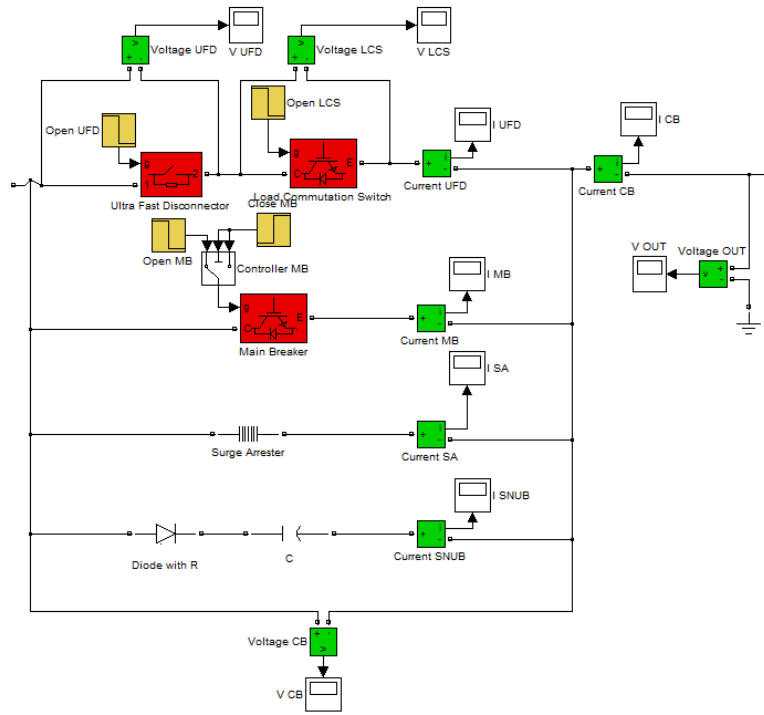 Voltage UFD
V UFD
Voltage LCS
V LCS
Open UFD
Open LCS
I UFD
I CB
g
1
2
Ultra Fast Disconnector
g
C
E
Load Commutation Switch
+
i
-
Current UFD
+
i
-
Current CB
Close MB
Open MB
Controller MB
V OUT
Voltage OUT
v
+
-
I MB
g
C
E
Main Breaker
+
i
-
Current MB
I SA
Surge Arrester
+
i
-
Current SA
I SNUB
Diode with R
C
+
i
-
Current SNUB
Voltage CB
+
-
v
V CB